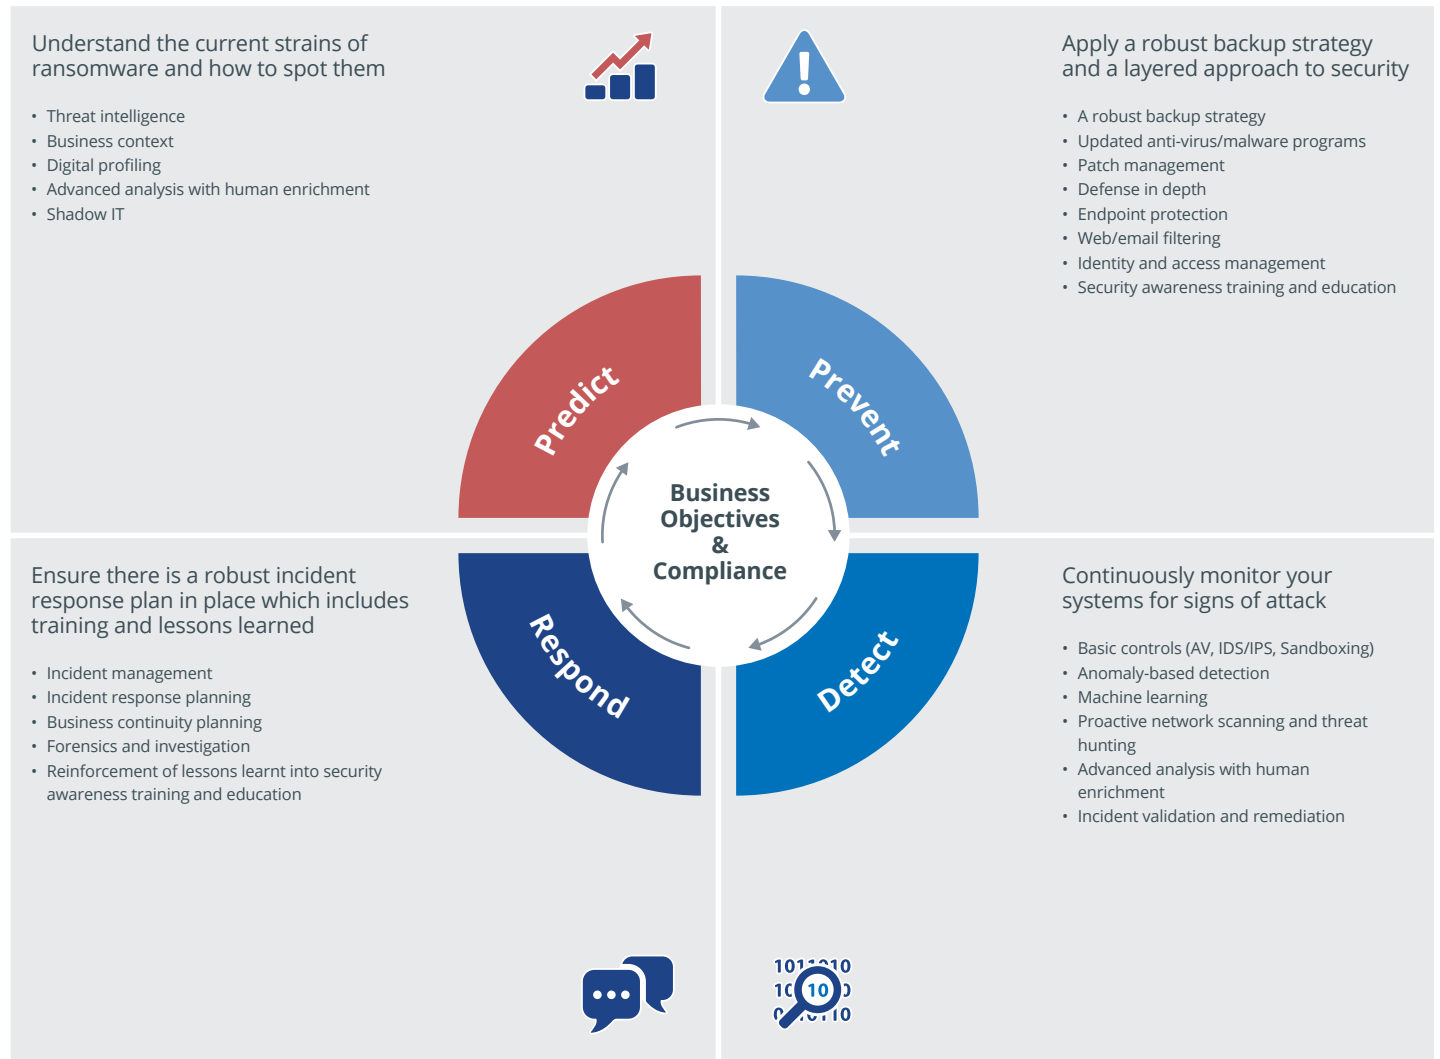 Understand the current strains of
ransomware and how to spot them
• Threat intelligence
• Business context
• Digital profiling
• Advanced analysis with human enrichment
• Shadow IT
Apply a robust backup strategy
and a layered approach to security
• A robust backup strategy
• Updated anti-virus/malware programs
• Patch management
• Defense in depth
• Endpoint protection
• Web/email filtering
• Identity and access management
• Security awareness training and education
Predict
Prevent
Business
Objectives
&
Compliance
Respond
Detect
Ensure there is a robust incident
response plan in place which includes
training and lessons learned
• Incident management
• Incident response planning
• Business continuity planning
• Forensics and investigation
• Reinforcement of lessons learnt into security
awareness training and education
Continuously monitor your
systems for signs of attack
• Basic controls (AV, IDS/IPS, Sandboxing)
• Anomaly-based detection
• Machine learning
• Proactive network scanning and threat
hunting
• Advanced analysis with human
enrichment
• Incident validation and remediation
10